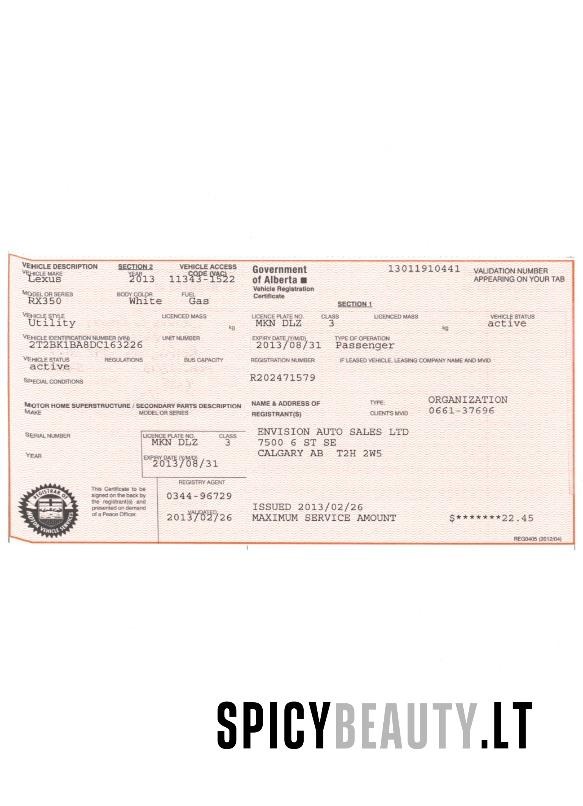 VEHICLE DESCRIPTION SECTION 2 VEHICLE ACCESS CODE (VAC)
VEHICLE MAKE YEAR
Lexus 2013 11343-1522
MODEL OR SERIES BODY COLOR FUEL
RX350 White Gas
VEHICLE STYLE LICENCED MASS
Utility kg
VEHICLE IDENTIFICATION NUMBER (VIN) UNIT NUMBER
2T2BK1BA8DC163226
VEHICLE STATUS REGULATIONS BUS CAPACITY
active
SPECIAL CONDITIONS
MOTOR HOME SUPERSTRUCTURE / SECONDARY PARTS DESCRIPTION
MAKE MODEL OR SERIES
SERIAL NUMBER
YEAR
LICENCE PLATE NO. CLASS
MKN DLZ 3
EXPIRY DATE (Y/M/D)
2013/08/31
REGISTRAR OF MOTOR VEHICLE SERVICES
This Certificate to be
signed on the back by
the registrant(s) and
presented on demand
of a Peace Officer.
REGISTRY AGENT
0344-96729
VALIDATED
2013/02/26
Government
of Alberta
Vehicle Registration
Certificate
13011910441
VALIDATION NUMBER
APPEARING ON YOUR TAB
SECTION 1
LICENCE PLATE NO. CLASS LICENCED MASS VEHICLE STATUS
MKN DLZ 3 kg active
EXPIRY DATE (Y/M/D) TYPE OF OPERATION
2013/08/31 Passenger
REGISTRATION NUMBER IF LEASED VEHICLE, LEASING COMPANY NAME AND MVID
R202471579
NAME & ADDRESS OF
REGISTRANT(S)
TYPE: ORGANIZATION
CLIENT'S MVID 0661-37696
ENVISION AUTO SALES LTD
7500 6 ST SE
CALGARY AB T2H 2W5
ISSUED 2013/02/26
MAXIMUM SERVICE AMOUNT $*******22.45
REG0405 (2012/04)
SPICYBEAUTY.LT